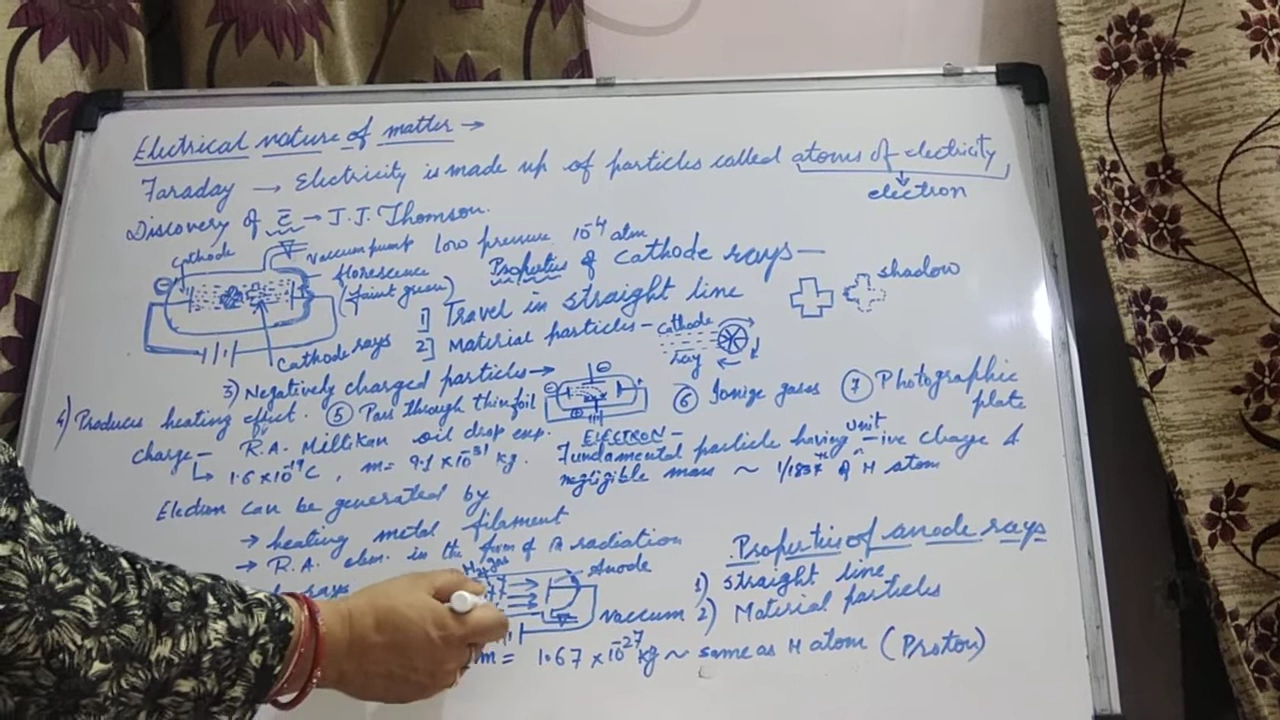 Electrical nature of matter →
Faraday → Electricity is made up of particles called atoms of electricity
electron
Discovery of e̅ → J.J. Thomson.
cathode
vaccum pump low pressure 10⁻⁴ atm
florescence
(faint green)
Cathode rays
Properties of cathode rays —
1] Travel in straight line
2] Material particles —
cathode
ray
shadow
3) Negatively charged particles →
4) Produces heating effect. ⑤ Pass through thin foil
⑥ Ionize gases ⑦ Photographic
plate
charge — R.A. Millikan oil drop exp.
↳ 1.6 x 10⁻¹⁹ C, m = 9.1 x 10⁻³¹ kg.
ELECTRON —
Fundamental particle having unit -ive charge &
negligible mass ~ 1/1837 th of H atom
Electron can be generated by
→ heating metal filament
→ R.A. elem. in the form of β radiation
rays
H₂ gas
Anode
vaccum
Properties of anode rays
1) straight line
2) Material particles
m = 1.67 x 10⁻²⁷ kg ~ same as H atom (Proton)